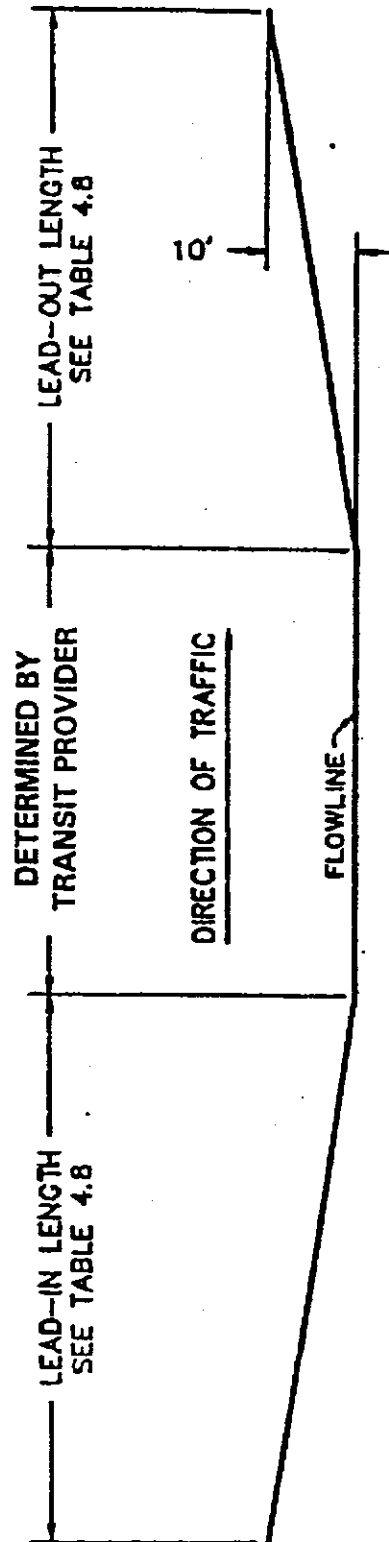 LEAD-IN LENGTH
SEE TABLE 4.8
DETERMINED BY
TRANSIT PROVIDER
LEAD-OUT LENGTH
SEE TABLE 4.8
10'
DIRECTION OF TRAFFIC
FLOWLINE